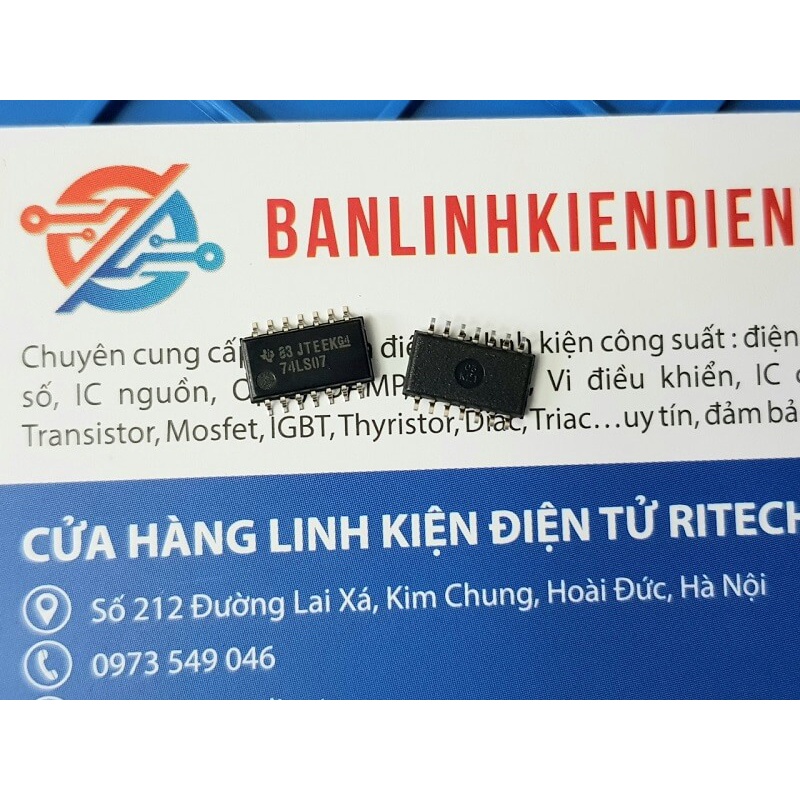 BANLINHKIENDIEN
Chuyên cung cấ điệ linh kiện công suất : điện
số, IC nguồn, MP Vi điều khiển, IC
Transistor, Mosfet, IGBT, Thyristor, Diac, Triac...uy tín, đảm bả
83 JTEEKG4
74LS07
CỬA HÀNG LINH KIỆN ĐIỆN TỬ RITECH
Số 212 Đường Lai Xá, Kim Chung, Hoài Đức, Hà Nội
0973 549 046